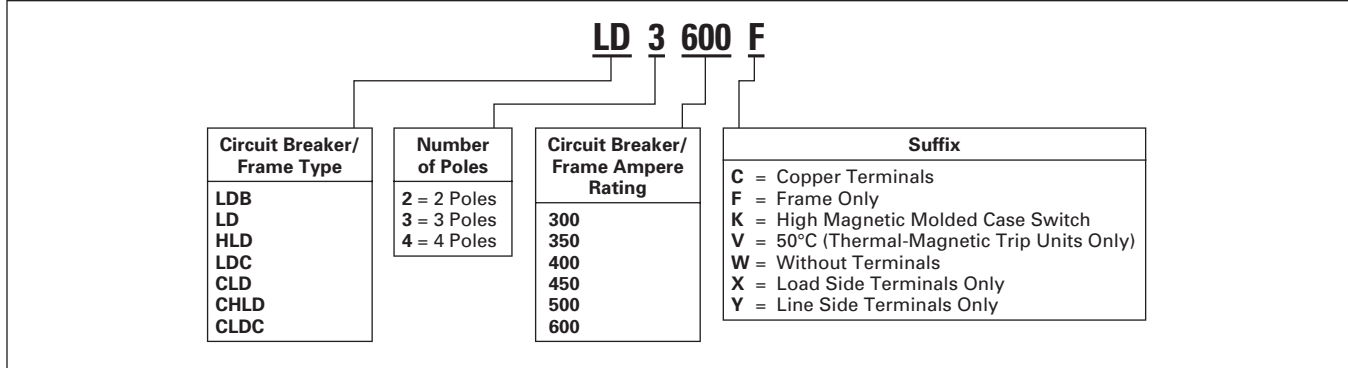 LD 3 600 F
Circuit Breaker/
Frame Type
LDB
LD
HLD
LDC
CLD
CHLD
CLDC
Number
of Poles
2 = 2 Poles
3 = 3 Poles
4 = 4 Poles
Circuit Breaker/
Frame Ampere
Rating
300
350
400
450
500
600
Suffix
C = Copper Terminals
F = Frame Only
K = High Magnetic Molded Case Switch
V = 50°C (Thermal-Magnetic Trip Units Only)
W = Without Terminals
X = Load Side Terminals Only
Y = Line Side Terminals Only